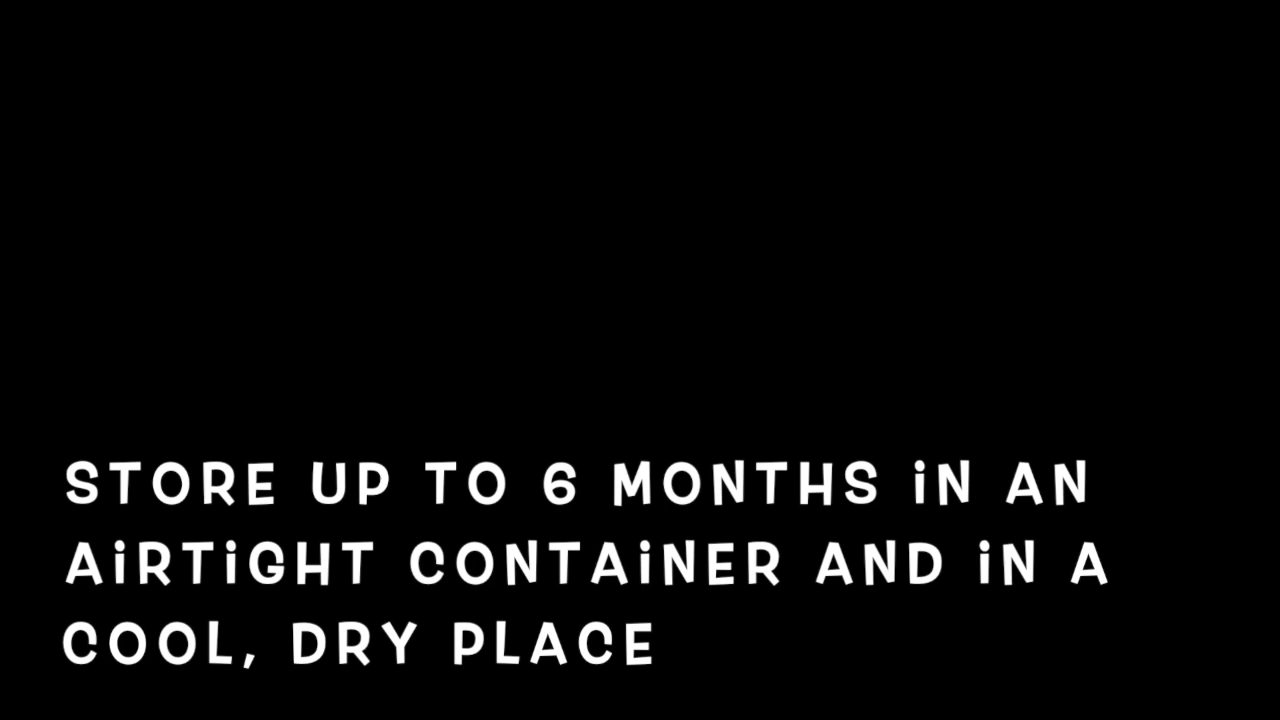 STORE UP TO 6 MONTHS iN AN
AiRTiGHT CONTAiNER AND iN A
COOL, DRY PLACE